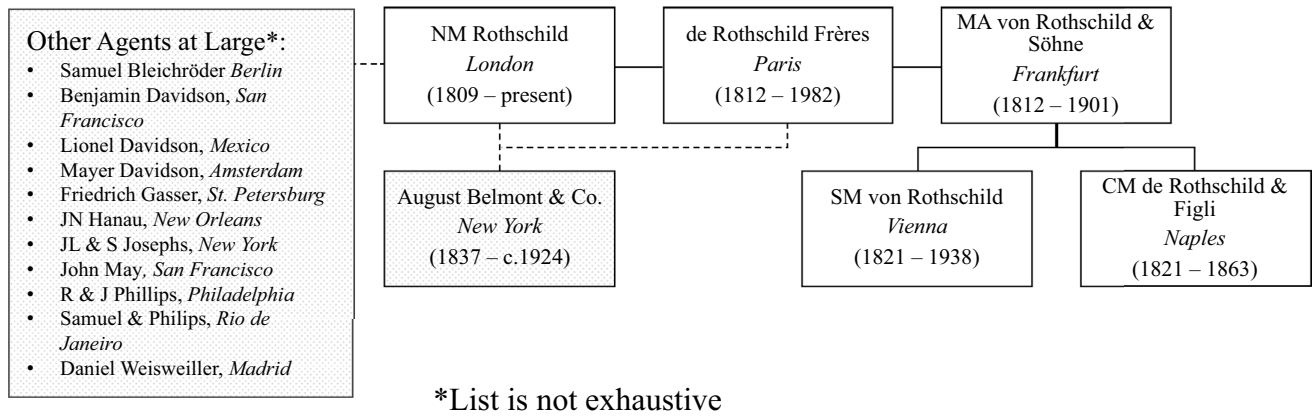 Other Agents at Large*:
• Samuel Bleichröder Berlin
• Benjamin Davidson, San
Francisco
• Lionel Davidson, Mexico
• Mayer Davidson, Amsterdam
• Friedrich Gasser, St. Petersburg
• JN Hanau, New Orleans
• JL & S Josephs, New York
• John May, San Francisco
• R & J Phillips, Philadelphia
• Samuel & Philips, Rio de
Janeiro
• Daniel Weisweiller, Madrid
NM Rothschild
London
(1809 – present)
de Rothschild Frères
Paris
(1812 – 1982)
MA von Rothschild &
Söhne
Frankfurt
(1812 – 1901)
August Belmont & Co.
New York
(1837 – c.1924)
SM von Rothschild
Vienna
(1821 – 1938)
CM de Rothschild &
Figli
Naples
(1821 – 1863)
*List is not exhaustive